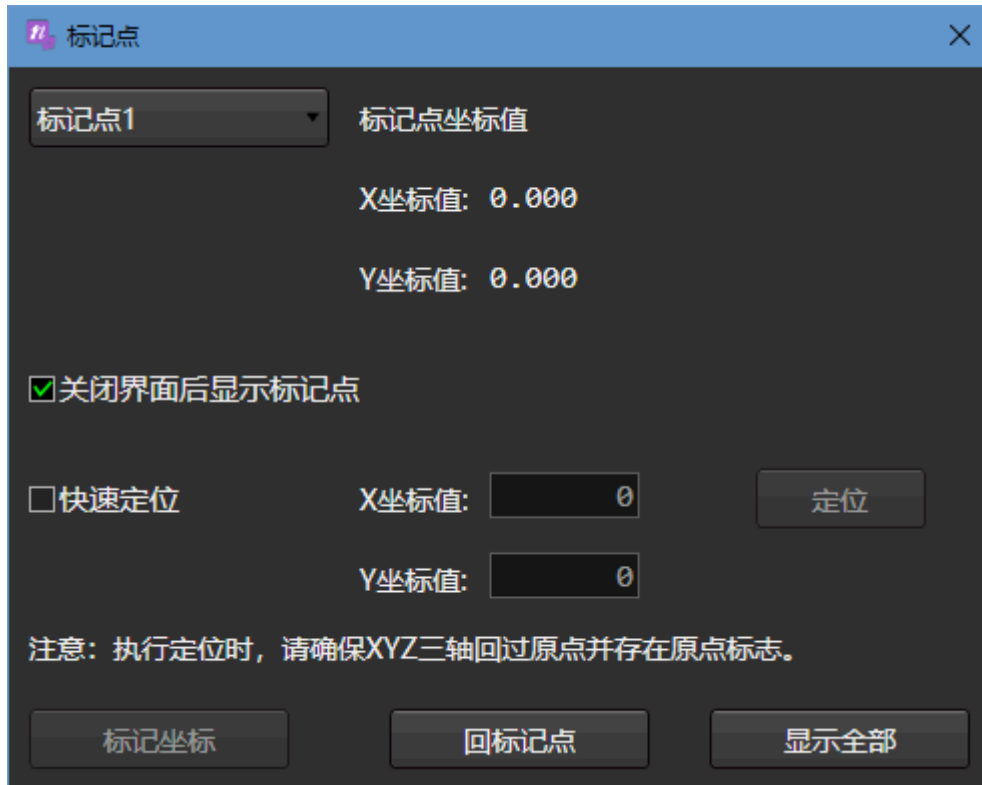 标记点
标记点1 标记点坐标值
X坐标值: 0.000
Y坐标值: 0.000
关闭界面后显示标记点
快速定位 X坐标值: 0 定位
Y坐标值: 0
注意：执行定位时，请确保XYZ三轴回过原点并存在原点标志。
标记坐标 回标记点 显示全部